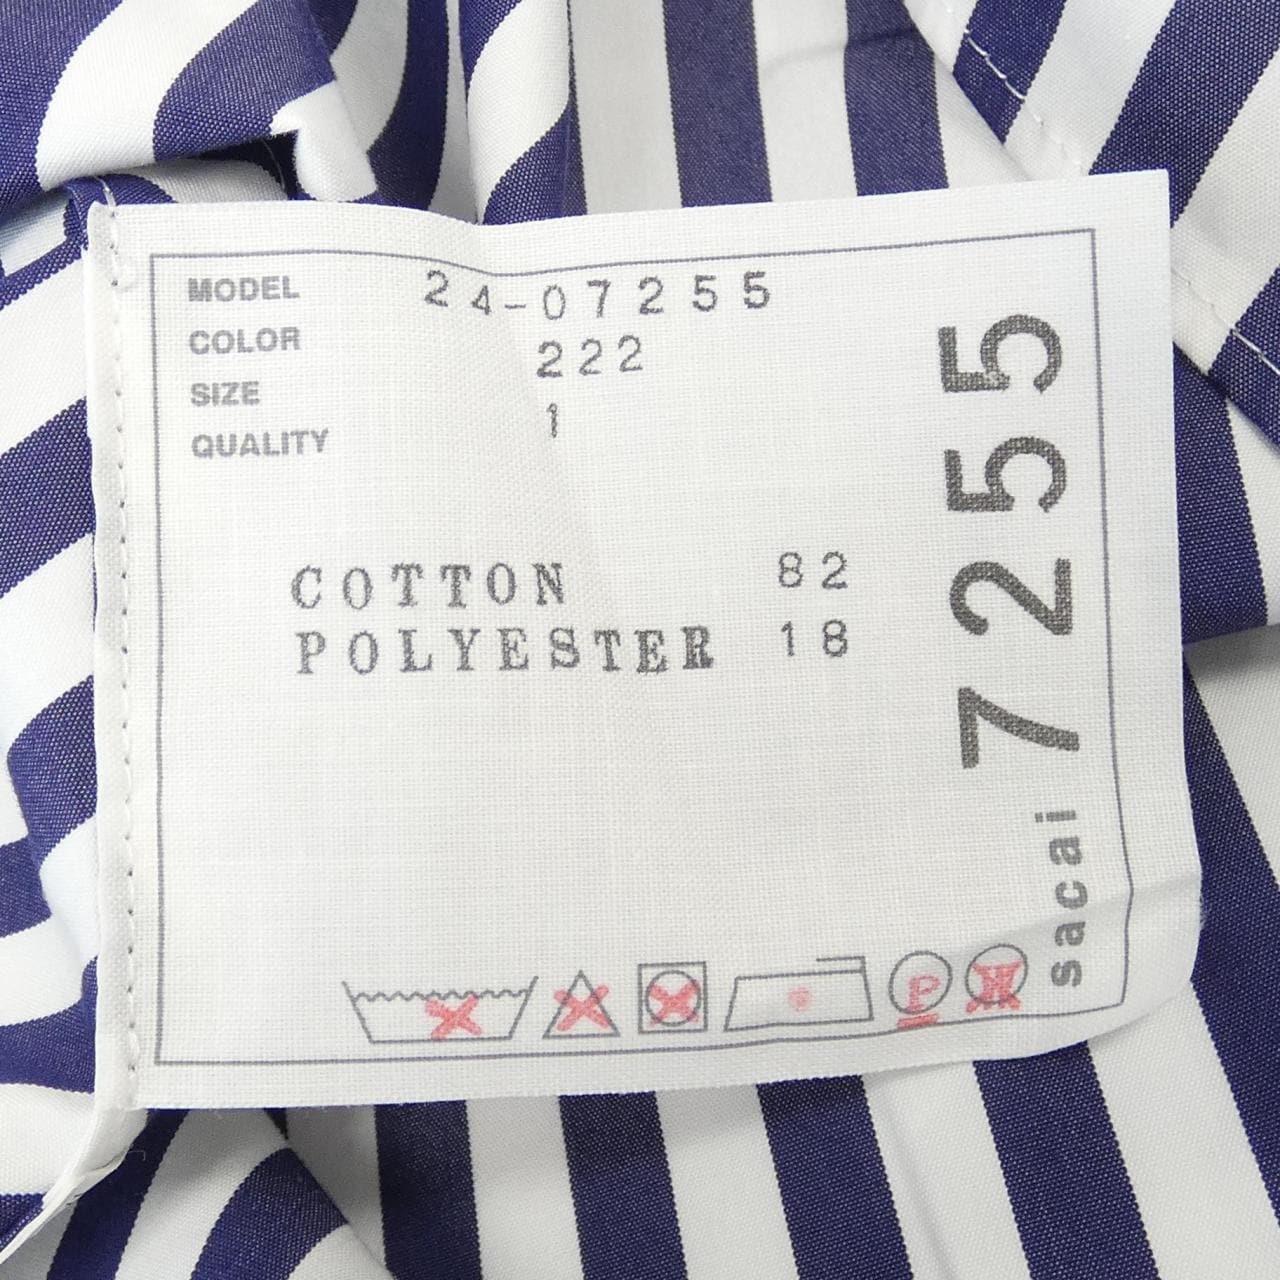 MODEL 24-07255
COLOR 222
SIZE 1
QUALITY
COTTON 82
POLYESTER 18
P
W
sacai 7255